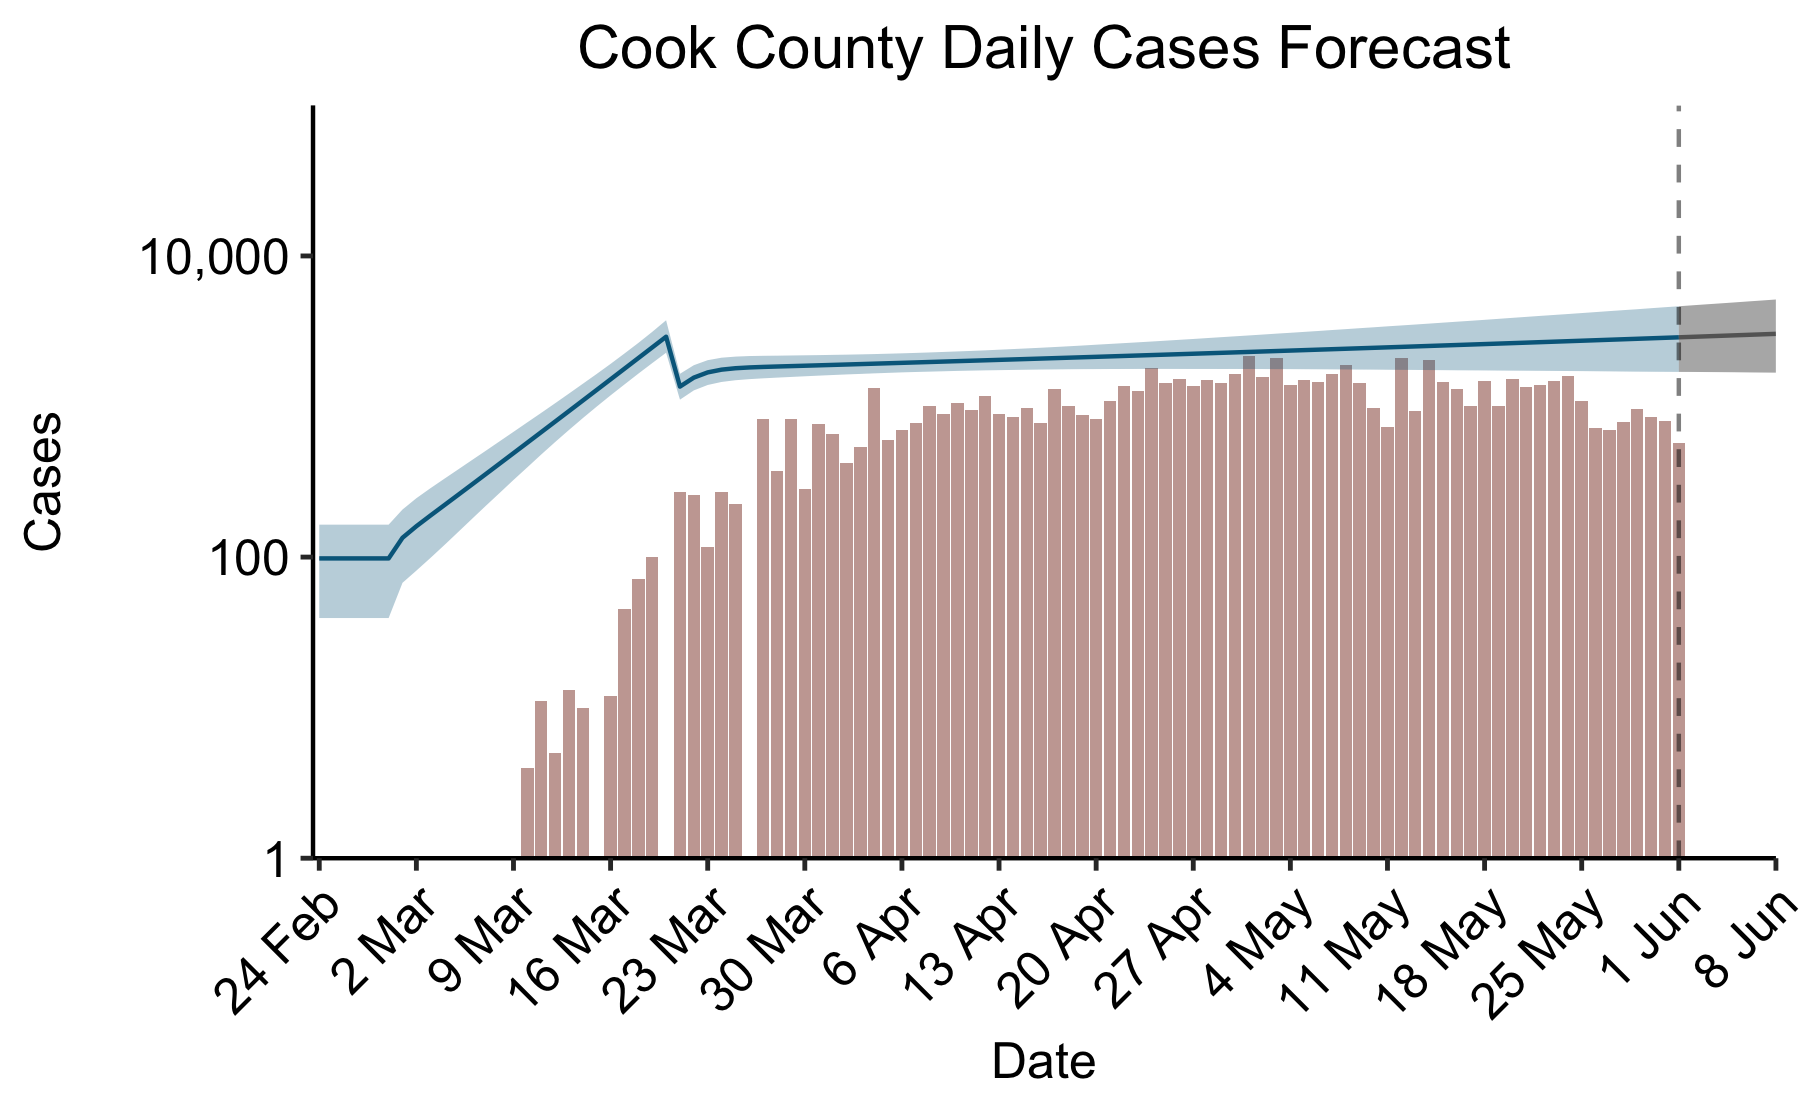 Cook County Daily Cases Forecast
10,000
100
1
Cases
24 Feb
2 Mar
9 Mar
16 Mar
23 Mar
30 Mar
6 Apr
13 Apr
20 Apr
27 Apr
4 May
11 May
18 May
25 May
1 Jun
8 Jun
Date